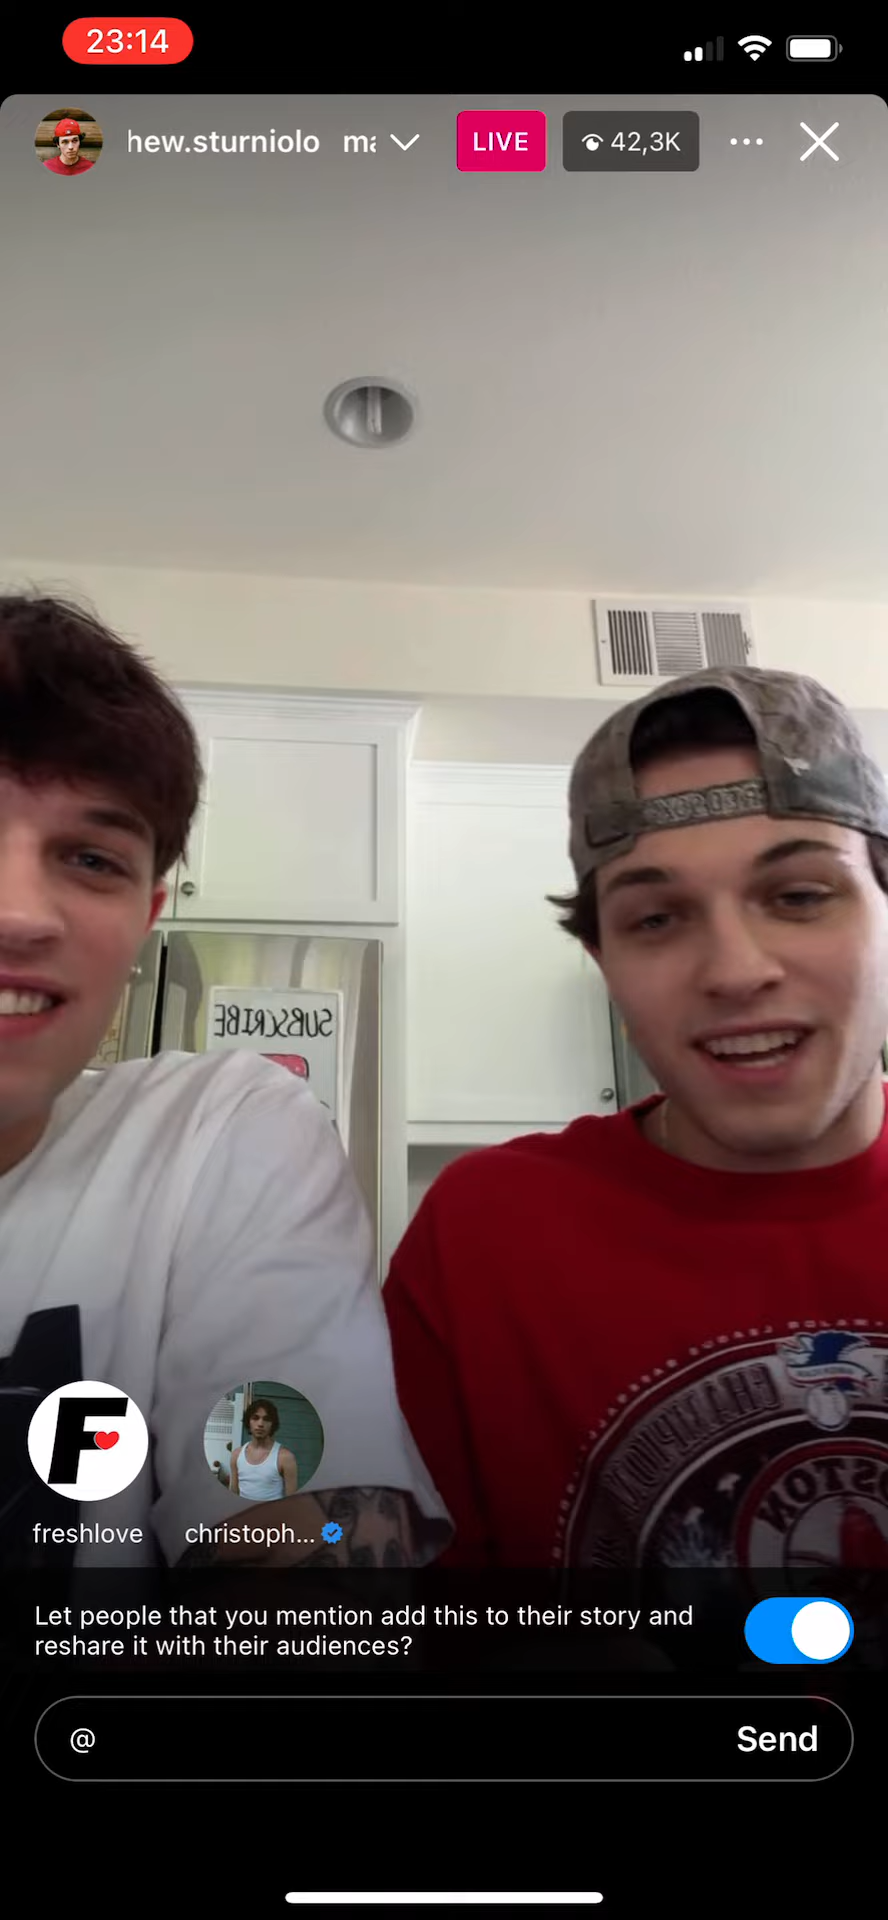 23:14
hew.sturniolo ma
LIVE
42,3K
SUBSCRIBE
F
freshlove
christoph...
Let people that you mention add this to their story and
reshare it with their audiences?
@
Send